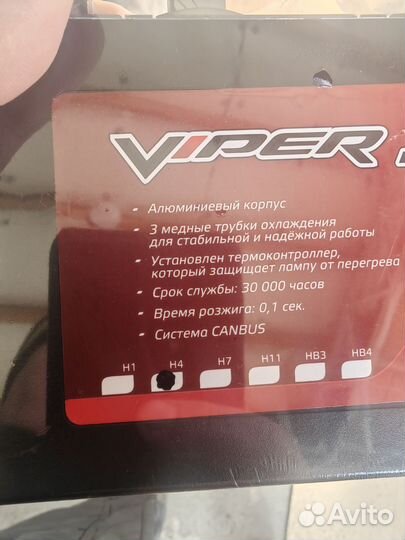 VIPER
- Алюминиевый корпус
- 3 медные трубки охлаждения
для стабильной и надёжной работы
- Установлен термоконтроллер,
который защищает лампу от перегрева
- Срок службы: 30 000 часов
- Время розжига: 0,1 сек.
- Система CANBUS
H1 H4 H7 H11 HB3 HB4
Avito